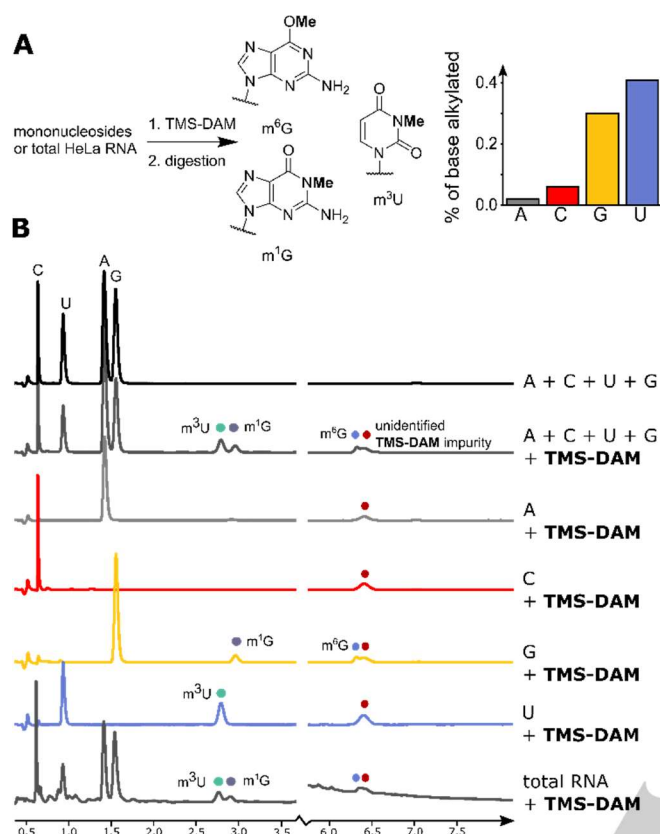 A
mononucleosides
or total HeLa RNA
1. TMS-DAM
2. digestion
OMe
N
N
N
N
NH₂
m⁶G
O
N
N
NMe
N
NH₂
m¹G
O
NMe
N
O
m³U
% of base alkylated
0.4
0.2
0.0
A C G U
B
C
U
A
G
A + C + U + G
m³U m¹G
m⁶G
unidentified
TMS-DAM impurity
A + C + U + G
+ TMS-DAM
A
+ TMS-DAM
C
+ TMS-DAM
m¹G
m⁶G
G
+ TMS-DAM
m³U
U
+ TMS-DAM
m³U m¹G
total RNA
+ TMS-DAM
0.5 1.0 1.5 2.0 2.5 3.0 3.5 6.0 6.5 7.0 7.5